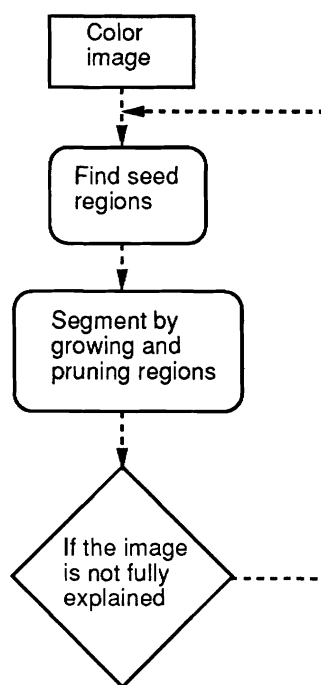 Color
image
Find seed
regions
Segment by
growing and
pruning regions
If the image
is not fully
explained